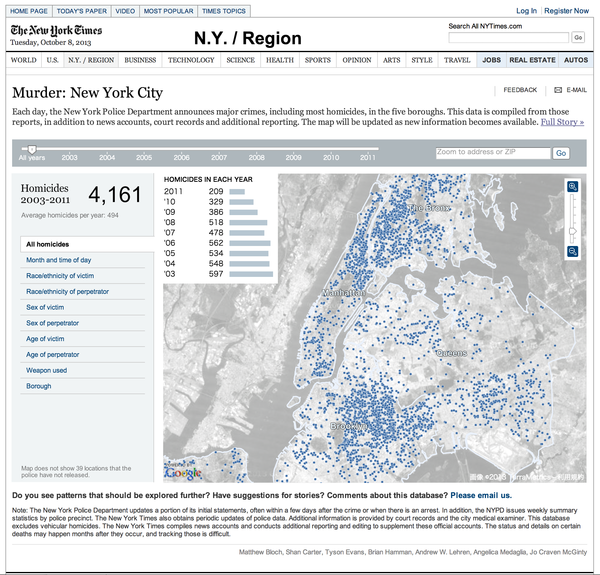 HOME PAGE TODAY'S PAPER VIDEO MOST POPULAR TIMES TOPICS
Log In Register Now
The New York Times
Tuesday, October 8, 2013
N.Y. / Region
Search All NYTimes.com
Go
WORLD U.S. N.Y. / REGION BUSINESS TECHNOLOGY SCIENCE HEALTH SPORTS OPINION ARTS STYLE TRAVEL JOBS REAL ESTATE AUTOS
Murder: New York City
FEEDBACK E-MAIL
Each day, the New York Police Department announces major crimes, including most homicides, in the five boroughs. This data is compiled from those
reports, in addition to news accounts, court records and additional reporting. The map will be updated as new information becomes available. Full Story »
All years 2003 2004 2005 2006 2007 2008 2009 2010 2011
Zoom to address or ZIP Go
Homicides
2003-2011
4,161
Average homicides per year: 494
All homicides
Month and time of day
Race/ethnicity of victim
Race/ethnicity of perpetrator
Sex of victim
Sex of perpetrator
Age of victim
Age of perpetrator
Weapon used
Borough
Map does not show 39 locations that the
police have not released.
HOMICIDES IN EACH YEAR
2011 209
'10 329
'09 386
'08 518
'07 478
'06 562
'05 534
'04 548
'03 597
The Bronx
Manhattan
Queens
Brooklyn
POWERED BY
Google
Do you see patterns that should be explored further? Have suggestions for stories? Comments about this database? Please email us.
Note: The New York Police Department updates a portion of its initial statements, often within a few days after the crime or when there is an arrest. In addition, the NYPD issues weekly summary
statistics by police precinct. The New York Times also obtains periodic updates of police data. Additional information is provided by court records and the city medical examiner. This database
excludes vehicular homicides. The New York Times compiles news accounts and conducts additional reporting and editing to supplement these official accounts. The status and details on certain
deaths may happen months after they occur, and tracking those is difficult.
Matthew Bloch, Shan Carter, Tyson Evans, Brian Hamman, Andrew W. Lehren, Angelica Medaglia, Jo Craven McGinty